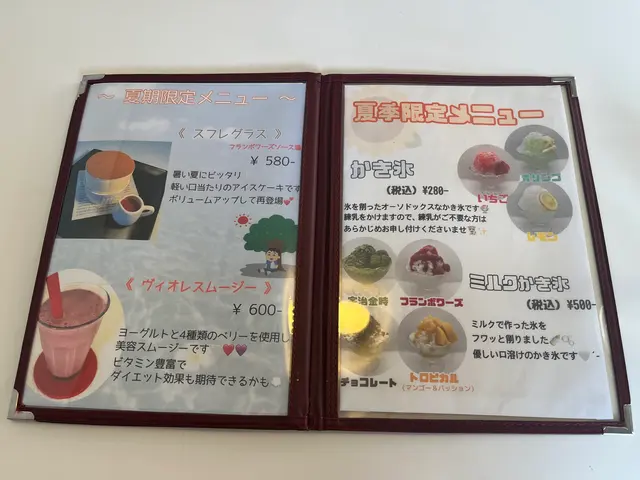 ～ 夏期限定メニュー ～
《 スフレグラス 》
フランボワーズソース
¥ 580-
暑い夏にピッタリ
軽い口当たりのアイスケーキです
ボリュームアップして再登場
《 ヴィオレスムージー 》
¥ 600-
ヨーグルトと4種類のベリーを使用し
美容スムージーです
ビタミン豊富で
ダイエット効果も期待できるかも
夏季限定メニュー
かき氷
(税込) ¥280-
いちご
氷を削ったオーソドックスなかき氷です
練乳をかけますので、練乳がご不要な方は
あらかじめお申し付けくださいませ
宇治金時
フランボワーズ
ミルクかき氷
(税込) ¥500-
ミルクで作った氷を
フワッと削りました
優しい口溶けのかき氷です
チョコレート
トロピカル
(マンゴー&パッション)